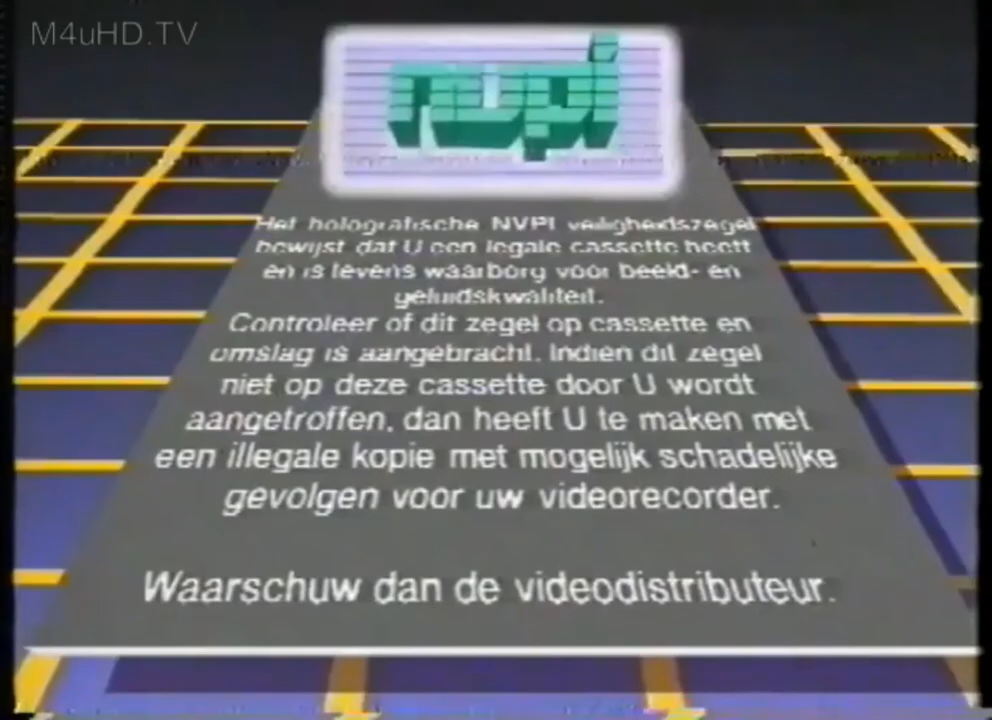 M4uHD.TV
nvpi
Het holografische NVPI veiligheidszegel
bewijst dat U een legale cassette heeft
en is tevens waarborg voor beeld- en
geluidskwaliteit.
Controleer of dit zegel op cassette en
omslag is aangebracht. Indien dit zegel
niet op deze cassette door U wordt
aangetroffen, dan heeft U te maken met
een illegale kopie met mogelijk schadelijke
gevolgen voor uw videorecorder.
Waarschuw dan de videodistributeur.